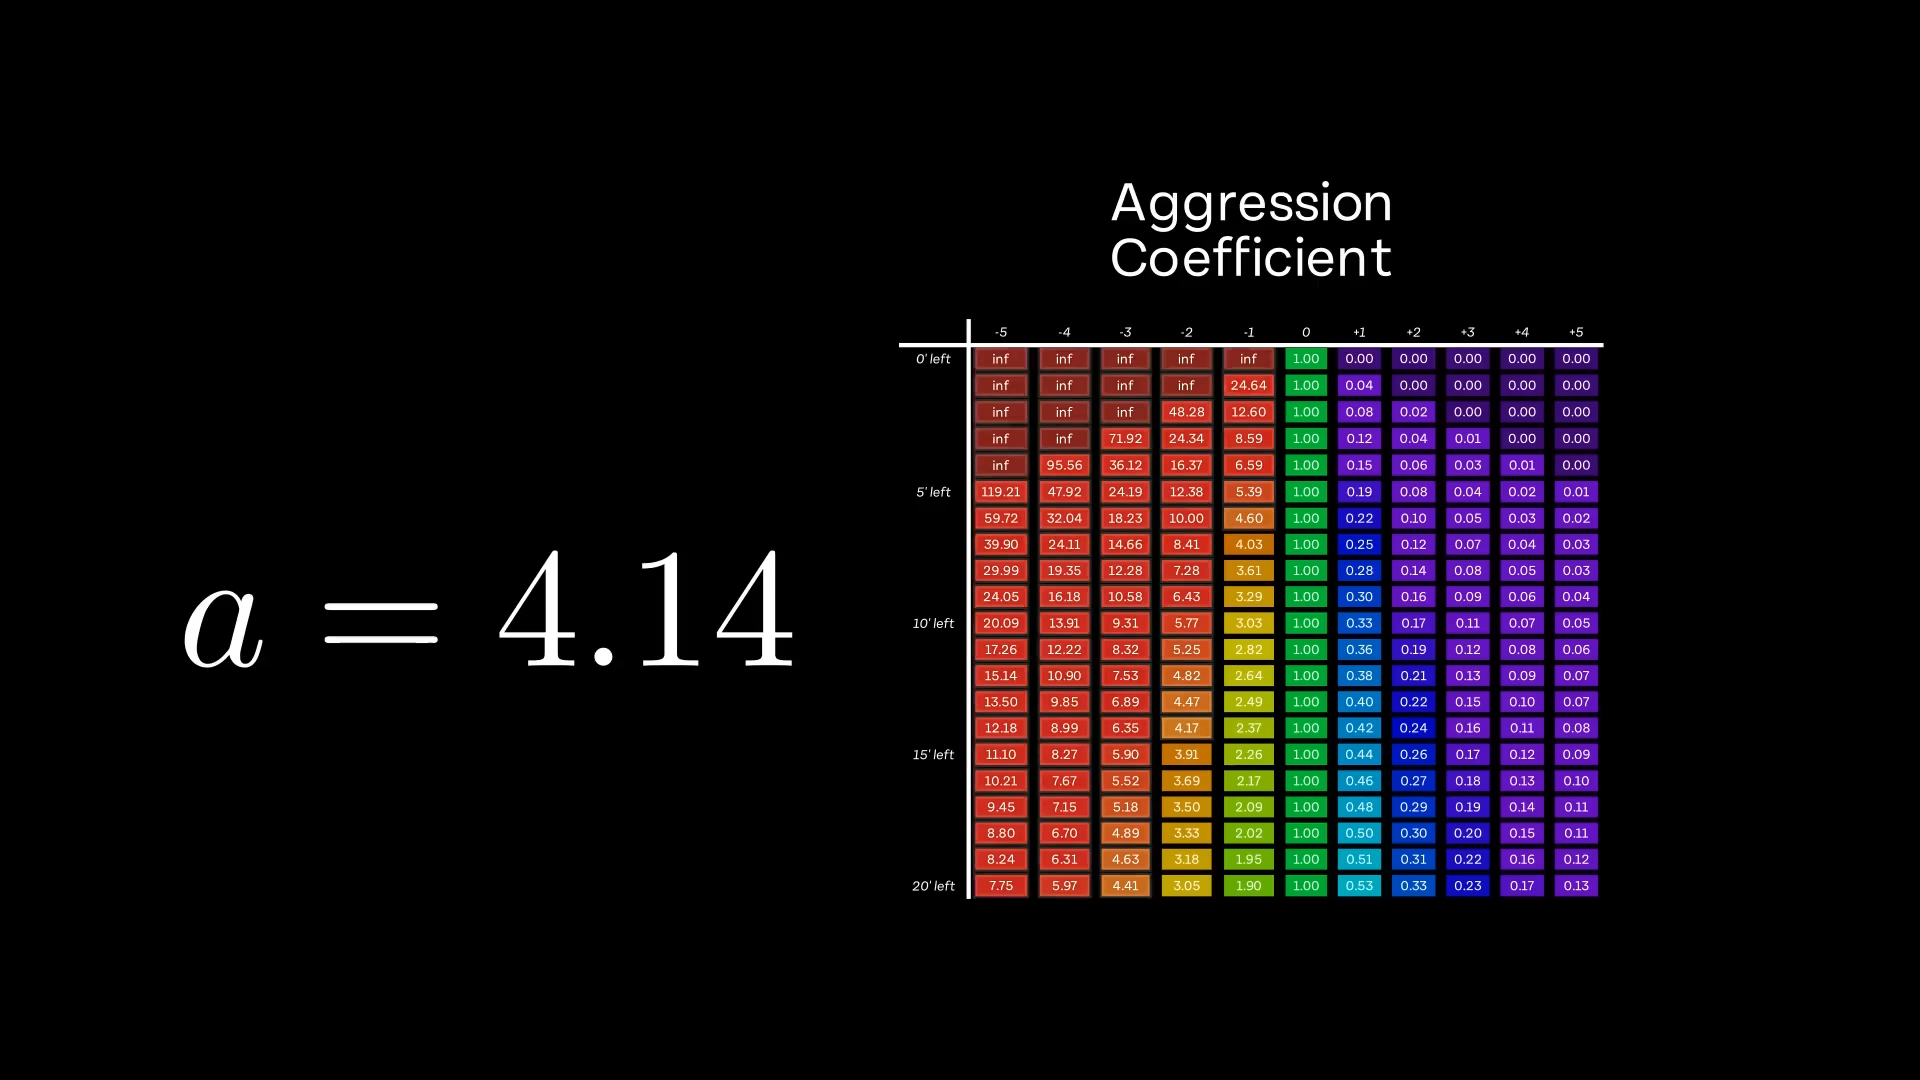 Aggression
Coefficient
a = 4.14
-5 -4 -3 -2 -1 0 +1 +2 +3 +4 +5
0' left inf inf inf inf inf 1.00 0.00 0.00 0.00 0.00 0.00
inf inf inf inf 24.64 1.00 0.04 0.00 0.00 0.00 0.00
inf inf inf 48.28 12.60 1.00 0.08 0.02 0.00 0.00 0.00
inf inf 71.92 24.34 8.59 1.00 0.12 0.04 0.01 0.00 0.00
inf 95.56 36.12 16.37 6.59 1.00 0.15 0.06 0.03 0.01 0.00
5' left 119.21 47.92 24.19 12.38 5.39 1.00 0.19 0.08 0.04 0.02 0.01
59.72 32.04 18.23 10.00 4.60 1.00 0.22 0.10 0.05 0.03 0.02
39.90 24.11 14.66 8.41 4.03 1.00 0.25 0.12 0.07 0.04 0.03
29.99 19.35 12.28 7.28 3.61 1.00 0.28 0.14 0.08 0.05 0.03
24.05 16.18 10.58 6.43 3.29 1.00 0.30 0.16 0.09 0.06 0.04
10' left 20.09 13.91 9.31 5.77 3.03 1.00 0.33 0.17 0.11 0.07 0.05
17.26 12.22 8.32 5.25 2.82 1.00 0.36 0.19 0.12 0.08 0.06
15.14 10.90 7.53 4.82 2.64 1.00 0.38 0.21 0.13 0.09 0.07
13.50 9.85 6.89 4.47 2.49 1.00 0.40 0.22 0.15 0.10 0.07
12.18 8.99 6.35 4.17 2.37 1.00 0.42 0.24 0.16 0.11 0.08
15' left 11.10 8.27 5.90 3.91 2.26 1.00 0.44 0.26 0.17 0.12 0.09
10.21 7.67 5.52 3.69 2.17 1.00 0.46 0.27 0.18 0.13 0.10
9.45 7.15 5.18 3.50 2.09 1.00 0.48 0.29 0.19 0.14 0.11
8.80 6.70 4.89 3.33 2.02 1.00 0.50 0.30 0.20 0.15 0.11
8.24 6.31 4.63 3.18 1.95 1.00 0.51 0.31 0.22 0.16 0.12
20' left 7.75 5.97 4.41 3.05 1.90 1.00 0.53 0.33 0.23 0.17 0.13